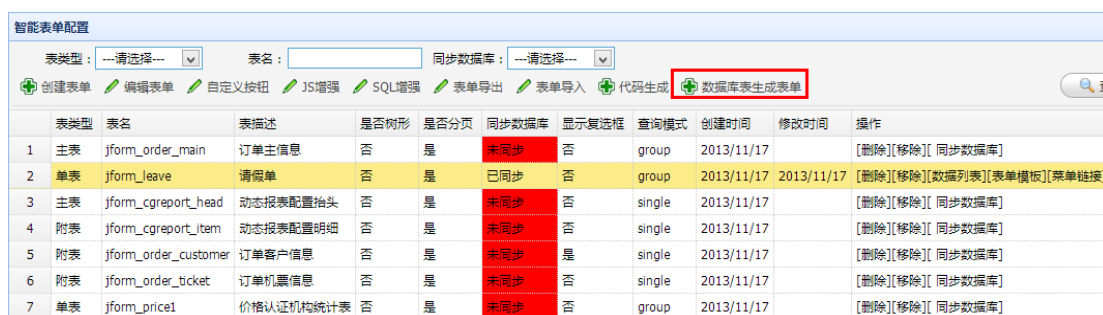 智能表单配置
表类型： ---请选择--- 表名： 同步数据库： ---请选择---
创建表单 编辑表单 自定义按钮 JS增强 SQL增强 表单导出 表单导入 代码生成 数据库表生成表单
表类型 表名 表描述 是否树形 是否分页 同步数据库 显示复选框 查询模式 创建时间 修改时间 操作
1 主表 jform_order_main 订单主信息 否 是 未同步 否 group 2013/11/17 [删除][移除][ 同步数据库]
2 单表 jform_leave 请假单 否 是 已同步 否 group 2013/11/17 2013/11/17 [删除][移除][数据列表][表单模板][菜单链接]
3 主表 jform_cgreport_head 动态报表配置抬头 否 是 未同步 否 single 2013/11/17 [删除][移除][ 同步数据库]
4 附表 jform_cgreport_item 动态报表配置明细 否 是 未同步 否 single 2013/11/17 [删除][移除][ 同步数据库]
5 附表 jform_order_customer 订单客户信息 否 是 未同步 是 single 2013/11/17 [删除][移除][ 同步数据库]
6 附表 jform_order_ticket 订单机票信息 否 是 未同步 否 single 2013/11/17 [删除][移除][ 同步数据库]
7 单表 jform_price1 价格认证机构统计表 否 是 未同步 否 group 2013/11/17 [删除][移除][ 同步数据库]